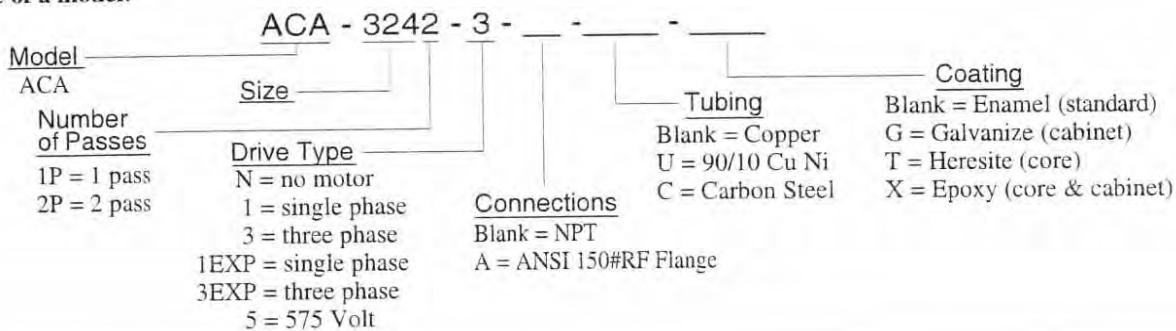 ACA - 3242 - 3 - __ - ____ - ____
Model
ACA
Size
Number
of Passes
1P = 1 pass
2P = 2 pass
Drive Type
N = no motor
1 = single phase
3 = three phase
1EXP = single phase
3EXP = three phase
5 = 575 Volt
Connections
Blank = NPT
A = ANSI 150#RF Flange
Tubing
Blank = Copper
U = 90/10 Cu Ni
C = Carbon Steel
Coating
Blank = Enamel (standard)
G = Galvanize (cabinet)
T = Heresite (core)
X = Epoxy (core & cabinet)